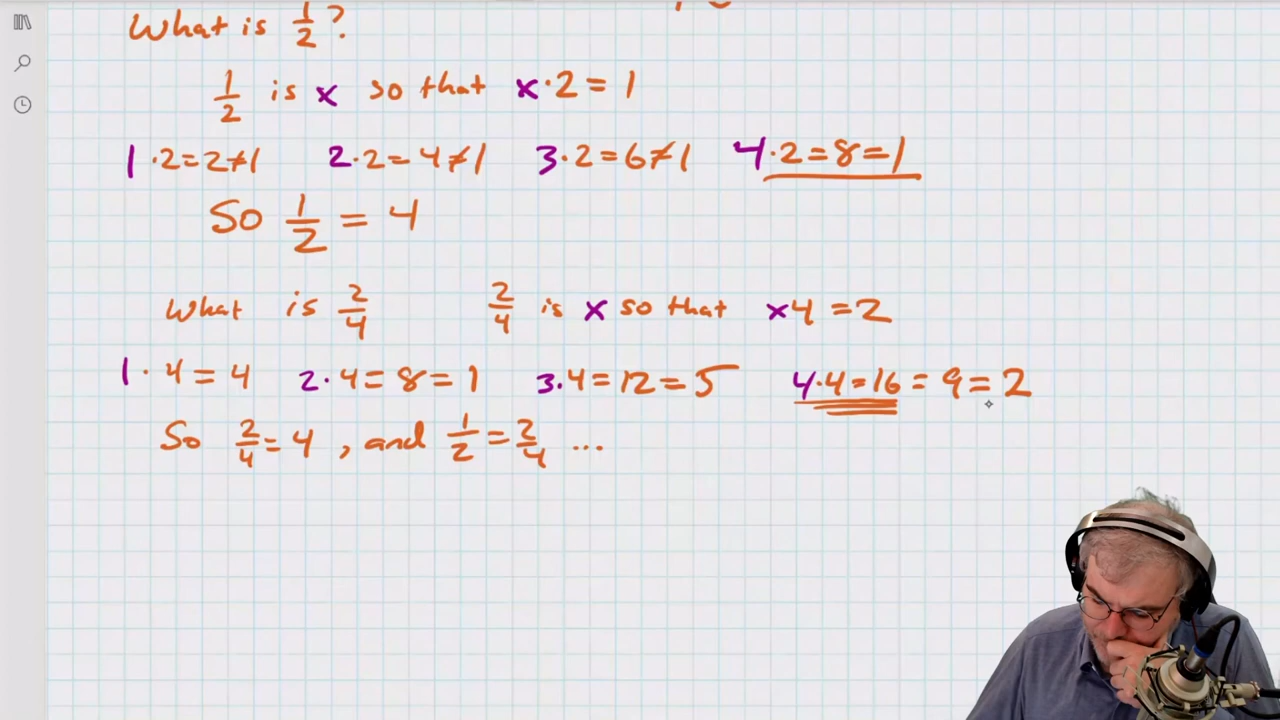 What is 1/2?
1/2 is x so that x·2=1
1·2=2≠1 2·2=4≠1 3·2=6≠1 4·2=8=1
So 1/2 = 4
What is 2/4 2/4 is x so that x4=2
1·4=4 2·4=8=1 3·4=12=5 4·4=16=9=2
So 2/4=4, and 1/2=2/4 ...